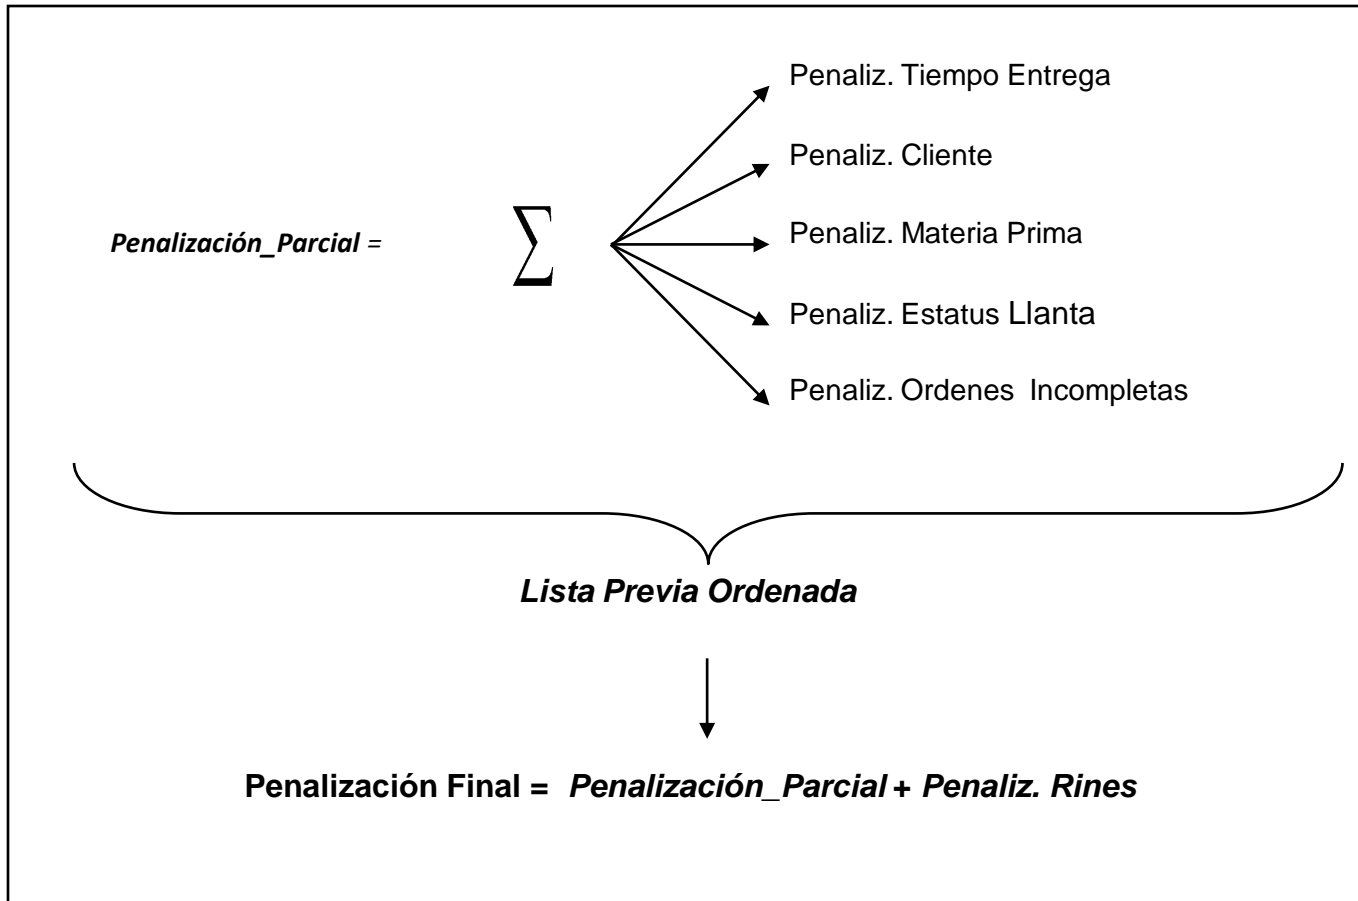 Penaliz. Tiempo Entrega
Penaliz. Cliente
Penalización_Parcial = ∑ Penaliz. Materia Prima
Penaliz. Estatus Llanta
Penaliz. Ordenes Incompletas
Lista Previa Ordenada
Penalización Final = Penalización_Parcial + Penaliz. Rines